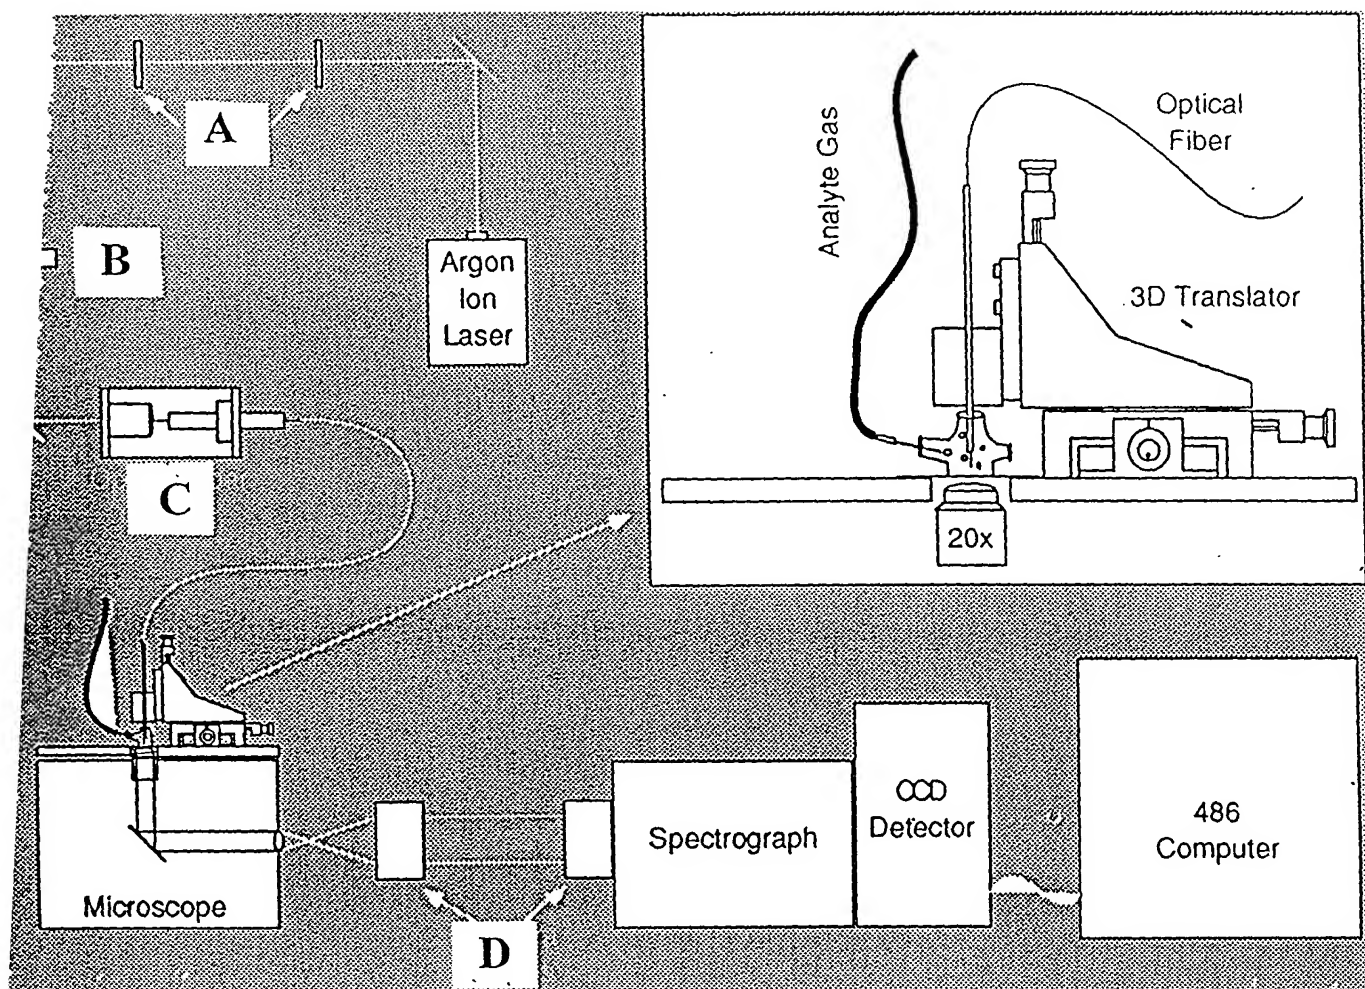 A
B
Argon
Ion
Laser
C
Analyte Gas
Optical
Fiber
3D Translator
20x
Microscope
D
Spectrograph
CCD
Detector
486
Computer